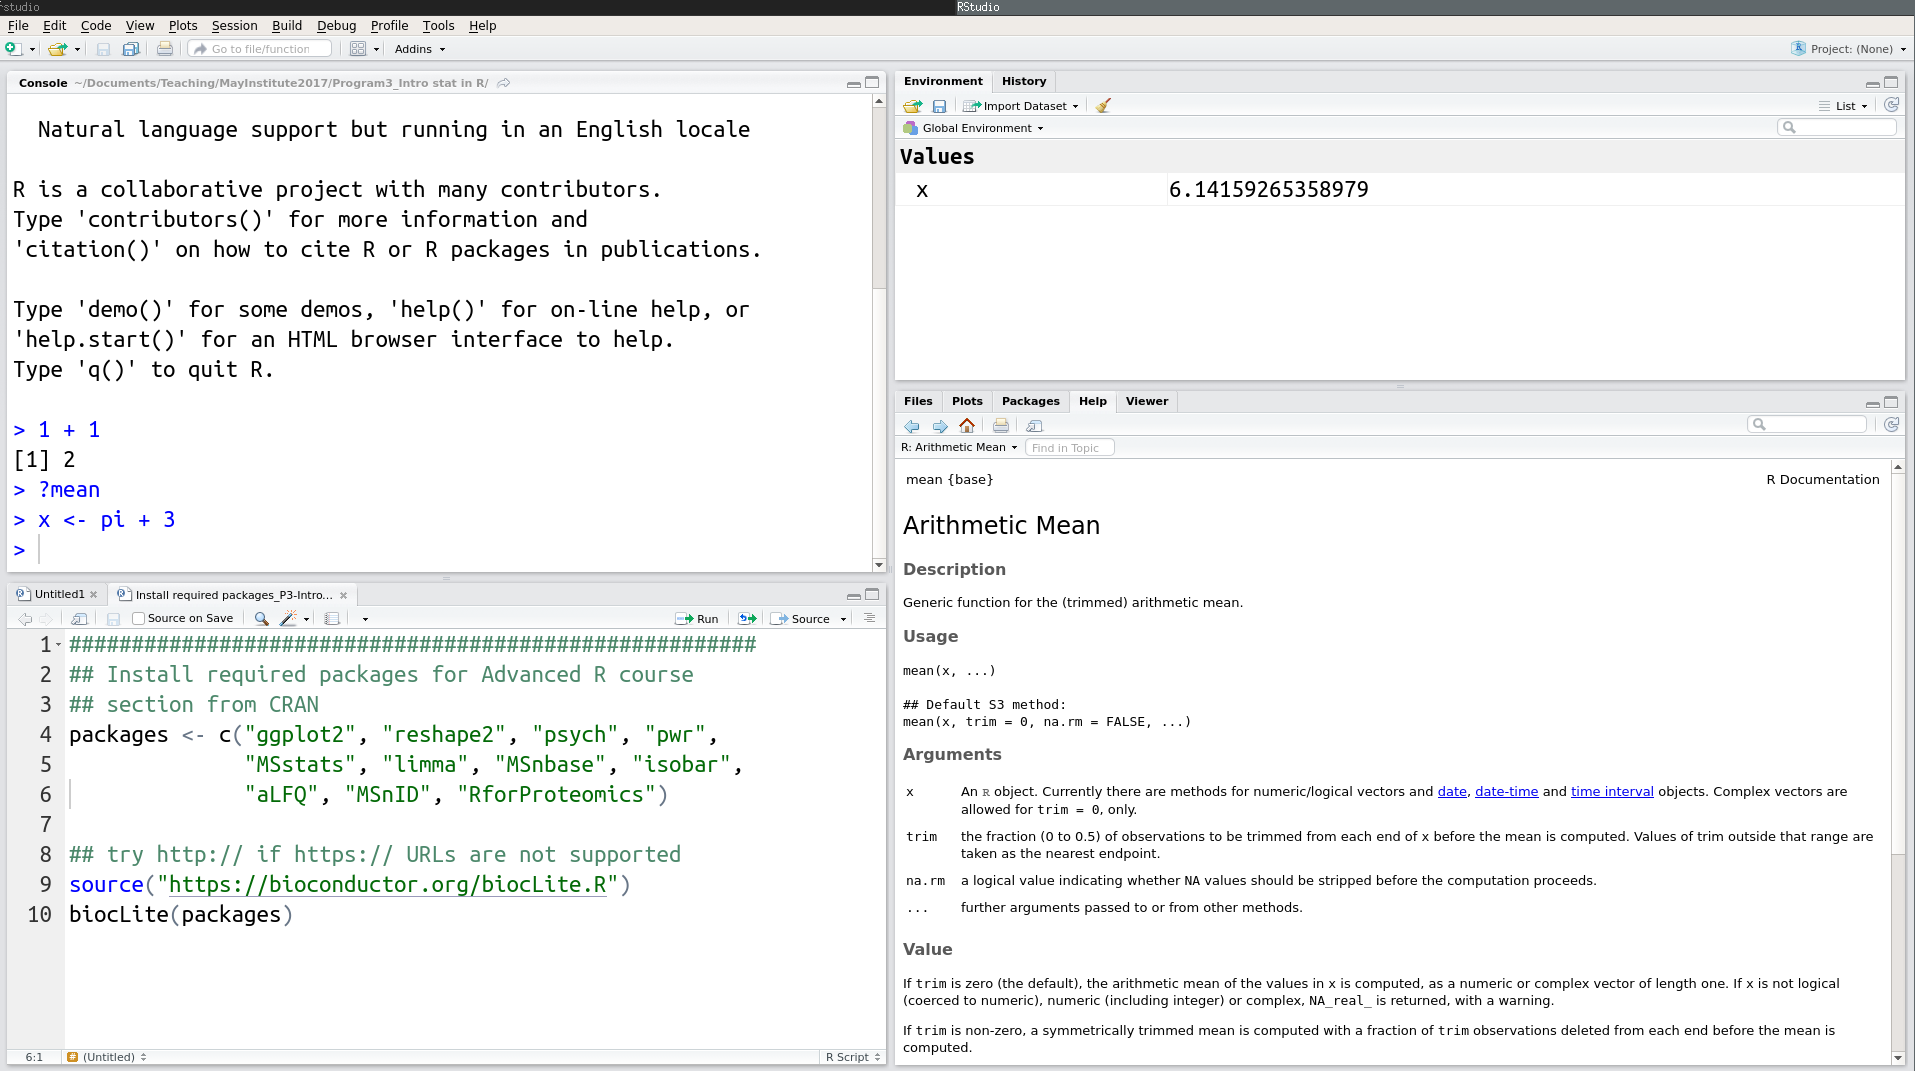 rstudio
RStudio
File Edit Code View Plots Session Build Debug Profile Tools Help
Go to file/function Addins Project: (None)
Console ~/Documents/Teaching/MayInstitute2017/Program3_Intro stat in R/
Natural language support but running in an English locale
R is a collaborative project with many contributors.
Type 'contributors()' for more information and
'citation()' on how to cite R or R packages in publications.
Type 'demo()' for some demos, 'help()' for on-line help, or
'help.start()' for an HTML browser interface to help.
Type 'q()' to quit R.
> 1 + 1
[1] 2
> ?mean
> x <- pi + 3
>
Untitled1 Install required packages_P3-Intro...
Source on Save Run Source
1 #######################################################
2 ## Install required packages for Advanced R course
3 ## section from CRAN
4 packages <- c("ggplot2", "reshape2", "psych", "pwr",
5 "MSstats", "limma", "MSnbase", "isobar",
6 "aLFQ", "MSnID", "RforProteomics")
7
8 ## try http:// if https:// URLs are not supported
9 source("https://bioconductor.org/biocLite.R")
10 biocLite(packages)
6:1 # (Untitled) R Script
Environment History
Import Dataset List
Global Environment
Values
x 6.14159265358979
Files Plots Packages Help Viewer
R: Arithmetic Mean Find in Topic
mean {base} R Documentation
Arithmetic Mean
Description
Generic function for the (trimmed) arithmetic mean.
Usage
mean(x, ...)
## Default S3 method:
mean(x, trim = 0, na.rm = FALSE, ...)
Arguments
x An R object. Currently there are methods for numeric/logical vectors and date, date-time and time interval objects. Complex vectors are
allowed for trim = 0, only.
trim the fraction (0 to 0.5) of observations to be trimmed from each end of x before the mean is computed. Values of trim outside that range are
taken as the nearest endpoint.
na.rm a logical value indicating whether NA values should be stripped before the computation proceeds.
... further arguments passed to or from other methods.
Value
If trim is zero (the default), the arithmetic mean of the values in x is computed, as a numeric or complex vector of length one. If x is not logical
(coerced to numeric), numeric (including integer) or complex, NA_real_ is returned, with a warning.
If trim is non-zero, a symmetrically trimmed mean is computed with a fraction of trim observations deleted from each end before the mean is
computed.